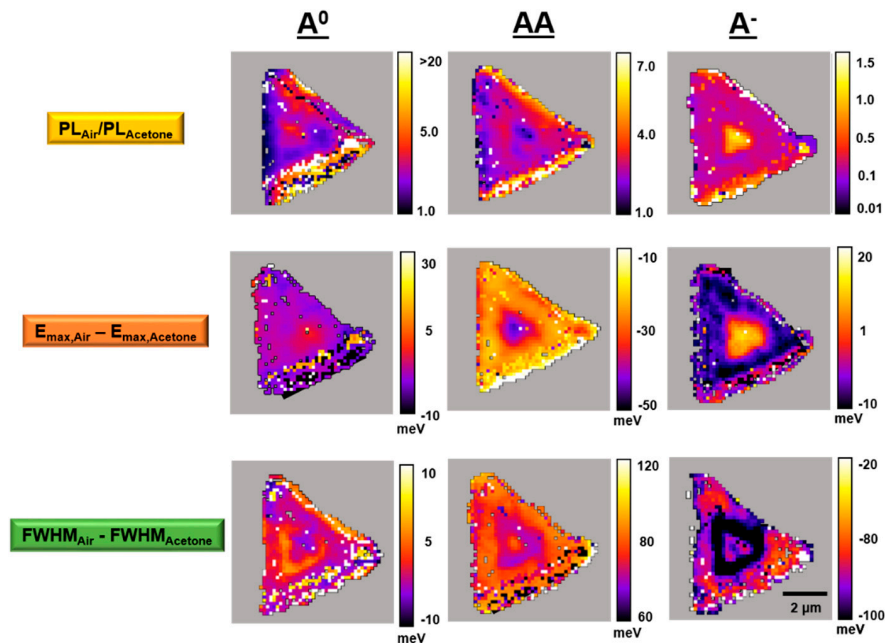 A⁰
AA
A⁻
PL_Air/PL_Acetone
>20
5.0
1.0
7.0
4.0
1.0
1.5
1.0
0.5
0.1
0.01
E_max,Air – E_max,Acetone
30
5
-10
meV
-10
-30
-50
meV
20
1
-10
meV
FWHM_Air - FWHM_Acetone
10
5
-10
meV
120
80
60
meV
-20
-80
-100
meV
2 µm